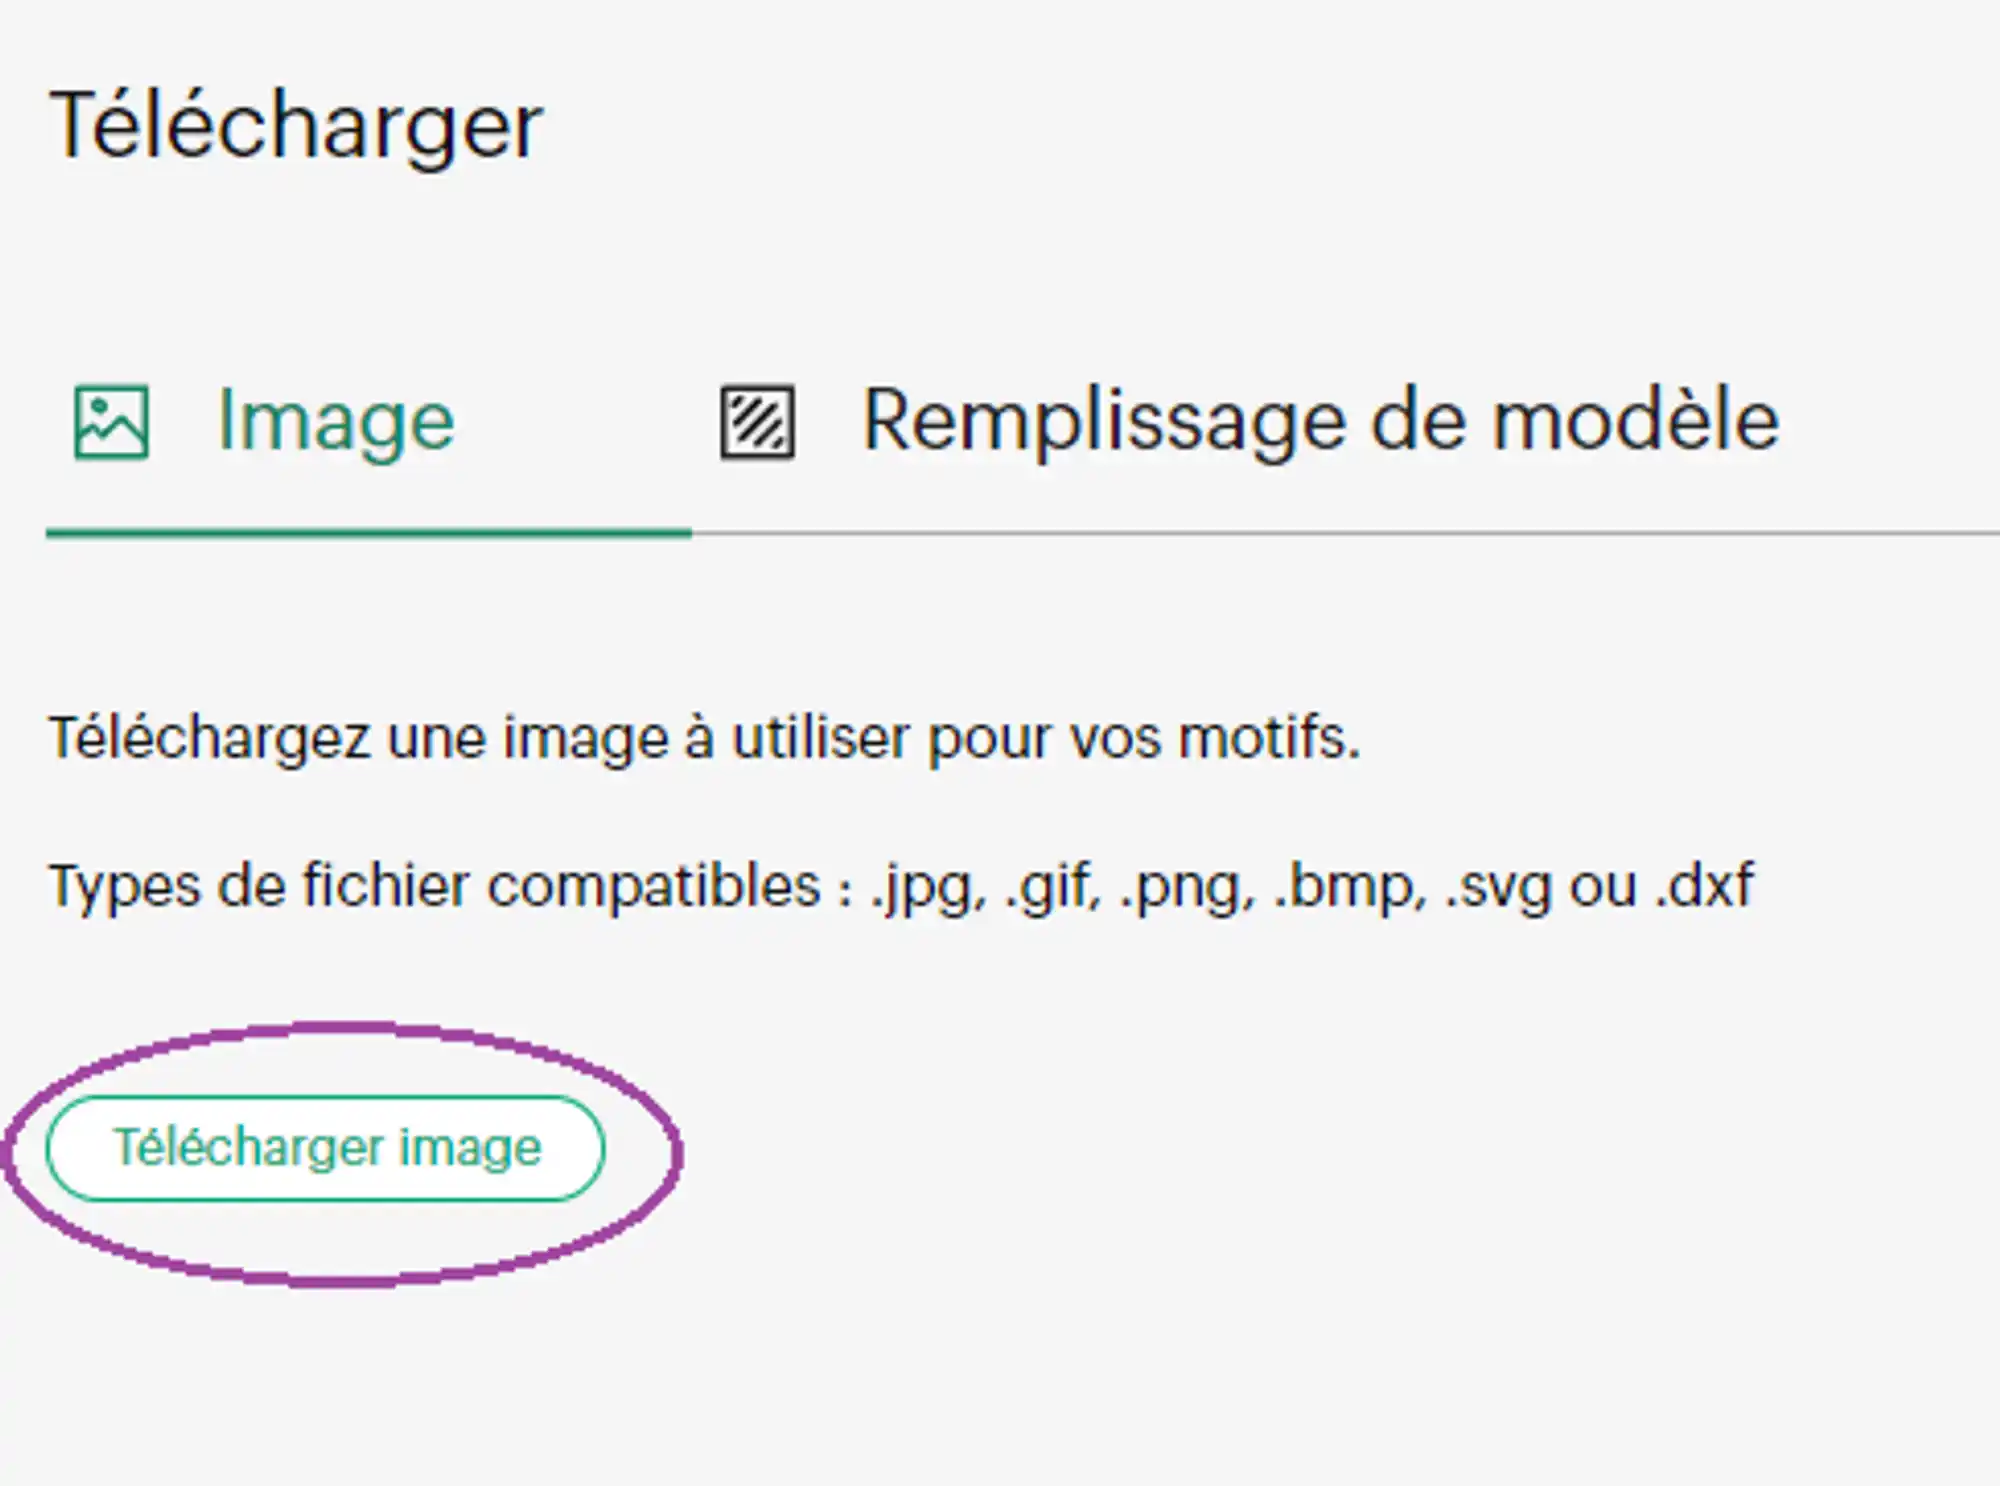 Télécharger
Image
Remplissage de modèle
Téléchargez une image à utiliser pour vos motifs.
Types de fichier compatibles : .jpg, .gif, .png, .bmp, .svg ou .dxf
Télécharger image